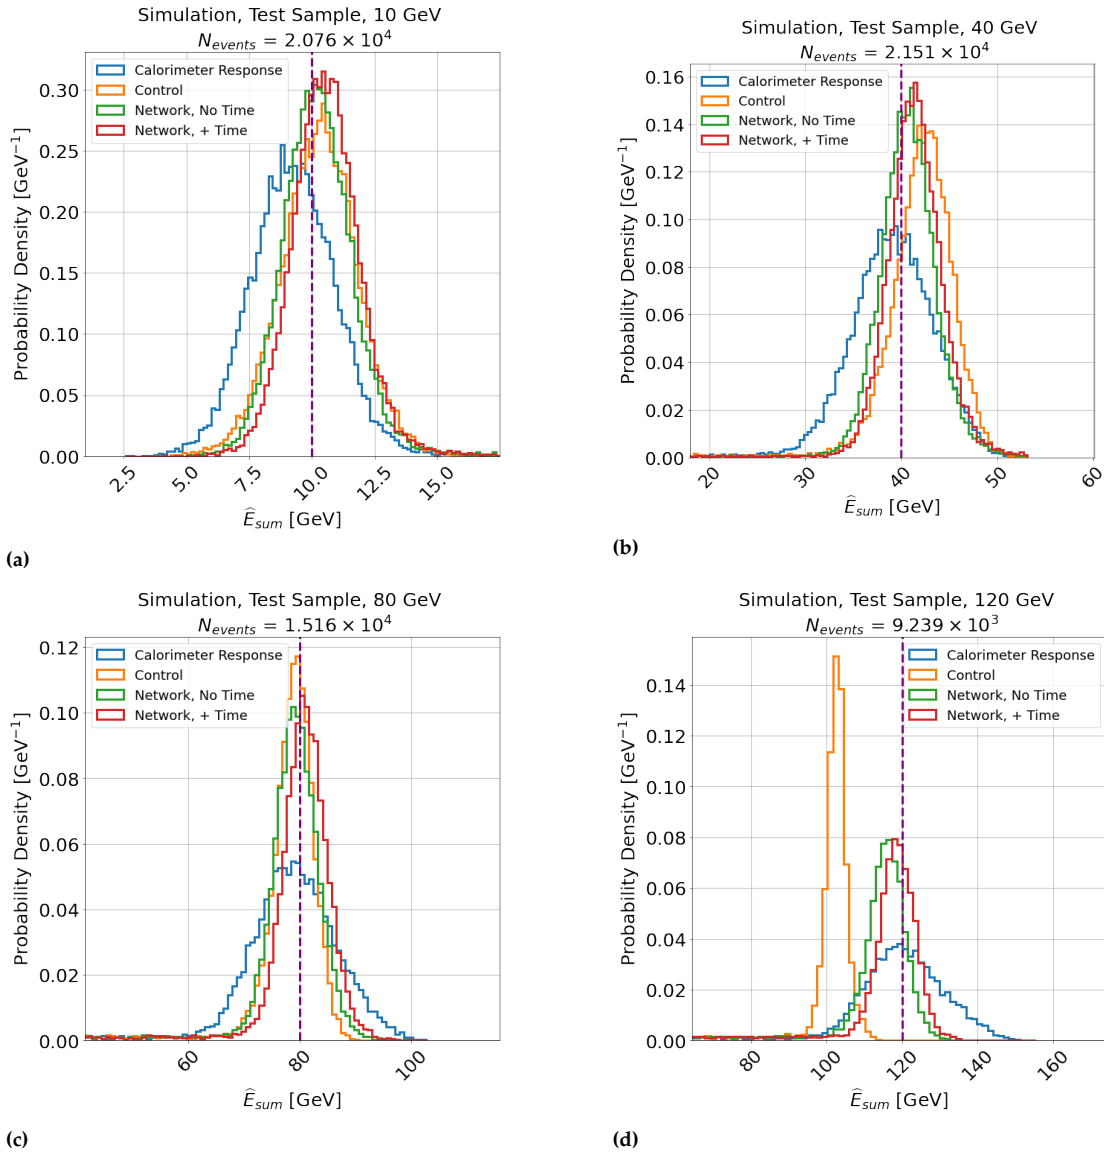 Simulation, Test Sample, 10 GeV
N_events = 2.076 × 10^4
Calorimeter Response
Control
Network, No Time
Network, + Time
Probability Density [GeV^−1]
0.30
0.25
0.20
0.15
0.10
0.05
0.00
2.5 5.0 7.5 10.0 12.5 15.0
Ê_sum [GeV]
(a)
Simulation, Test Sample, 40 GeV
N_events = 2.151 × 10^4
Calorimeter Response
Control
Network, No Time
Network, + Time
Probability Density [GeV^−1]
0.16
0.14
0.12
0.10
0.08
0.06
0.04
0.02
0.00
20 30 40 50 60
Ê_sum [GeV]
(b)
Simulation, Test Sample, 80 GeV
N_events = 1.516 × 10^4
Calorimeter Response
Control
Network, No Time
Network, + Time
Probability Density [GeV^−1]
0.12
0.10
0.08
0.06
0.04
0.02
0.00
60 80 100
Ê_sum [GeV]
(c)
Simulation, Test Sample, 120 GeV
N_events = 9.239 × 10^3
Calorimeter Response
Control
Network, No Time
Network, + Time
Probability Density [GeV^−1]
0.14
0.12
0.10
0.08
0.06
0.04
0.02
0.00
80 100 120 140 160
Ê_sum [GeV]
(d)